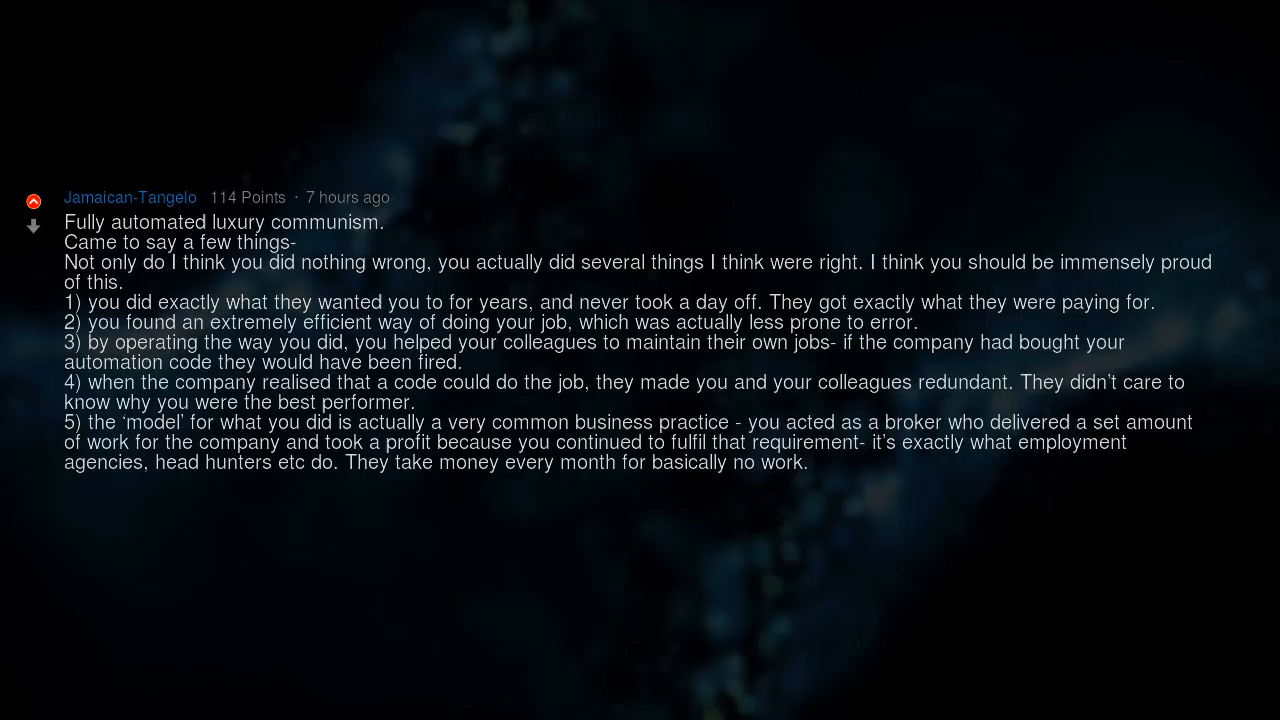 Jamaican-Tangelo 114 Points · 7 hours ago
Fully automated luxury communism.
Came to say a few things-
Not only do I think you did nothing wrong, you actually did several things I think were right. I think you should be immensely proud
of this.
1) you did exactly what they wanted you to for years, and never took a day off. They got exactly what they were paying for.
2) you found an extremely efficient way of doing your job, which was actually less prone to error.
3) by operating the way you did, you helped your colleagues to maintain their own jobs- if the company had bought your
automation code they would have been fired.
4) when the company realised that a code could do the job, they made you and your colleagues redundant. They didn’t care to
know why you were the best performer.
5) the ‘model’ for what you did is actually a very common business practice - you acted as a broker who delivered a set amount
of work for the company and took a profit because you continued to fulfil that requirement- it’s exactly what employment
agencies, head hunters etc do. They take money every month for basically no work.